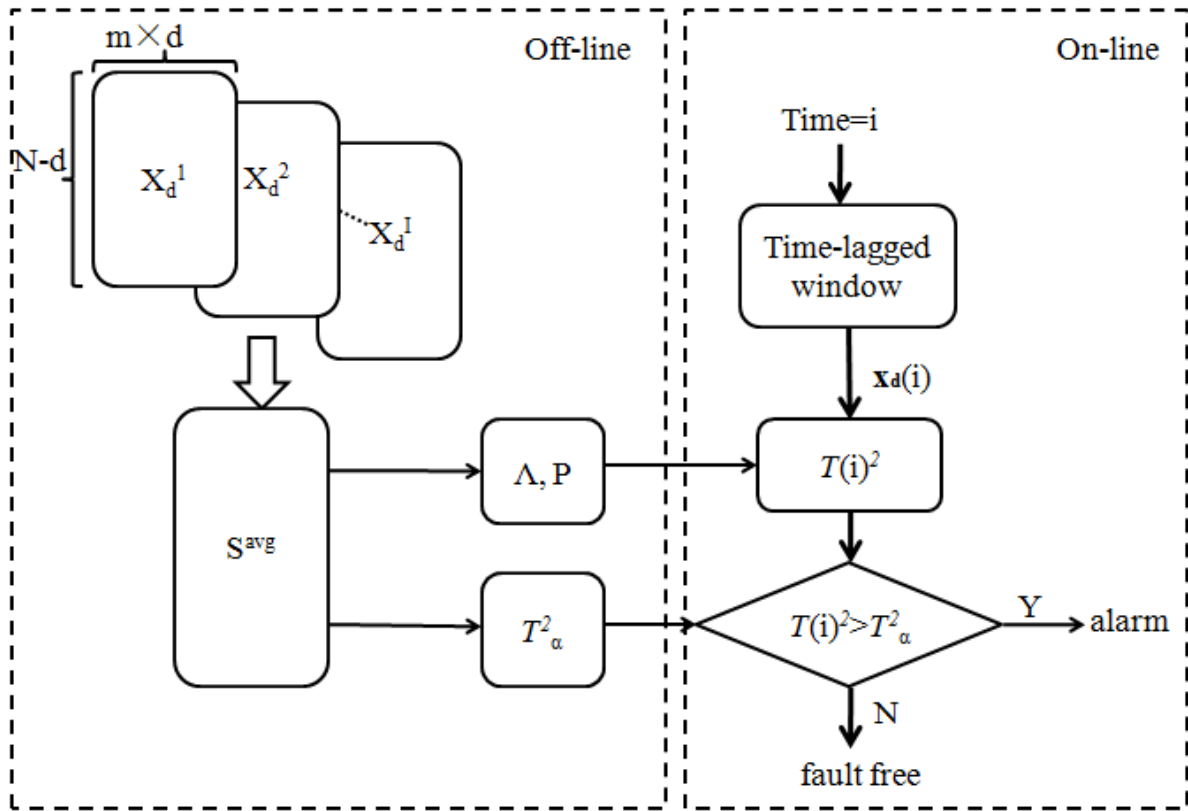 Off-line
m×d
N-d
X_d^1
X_d^2
X_d^I
S^avg
Λ, P
T^2_α
On-line
Time=i
Time-lagged
window
x_d(i)
T(i)^2
T(i)^2>T^2_α
Y
alarm
N
fault free